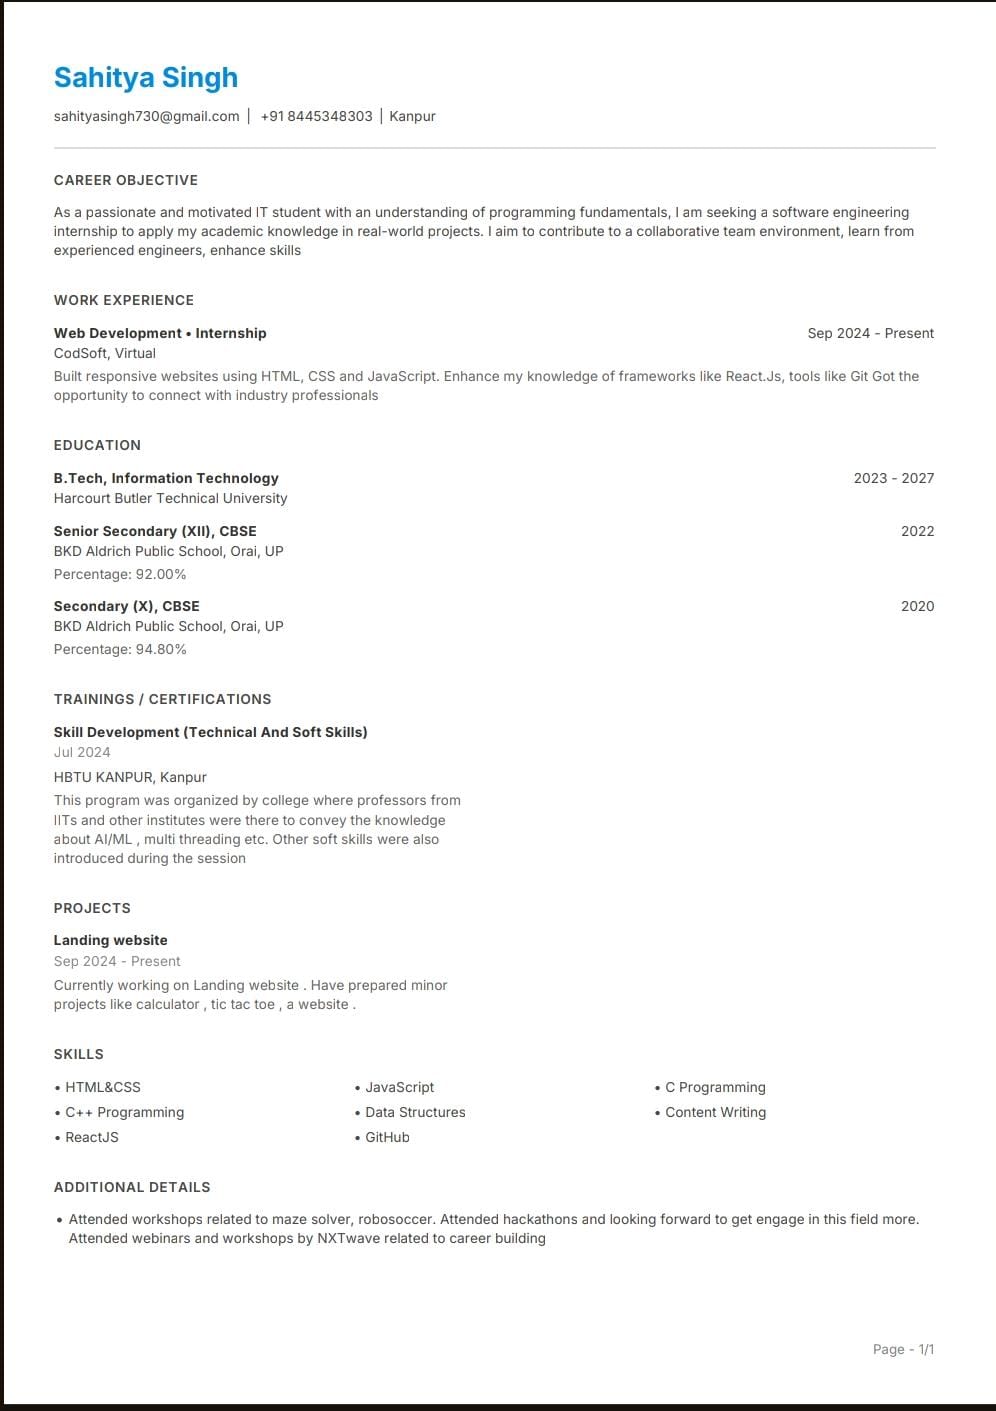 Sahitya Singh
sahityasingh730@gmail.com | +91 8445348303 | Kanpur
CAREER OBJECTIVE
As a passionate and motivated IT student with an understanding of programming fundamentals, I am seeking a software engineering
internship to apply my academic knowledge in real-world projects. I aim to contribute to a collaborative team environment, learn from
experienced engineers, enhance skills
WORK EXPERIENCE
Web Development • Internship Sep 2024 - Present
CodSoft, Virtual
Built responsive websites using HTML, CSS and JavaScript. Enhance my knowledge of frameworks like React.Js, tools like Git Got the
opportunity to connect with industry professionals
EDUCATION
B.Tech, Information Technology 2023 - 2027
Harcourt Butler Technical University
Senior Secondary (XII), CBSE 2022
BKD Aldrich Public School, Orai, UP
Percentage: 92.00%
Secondary (X), CBSE 2020
BKD Aldrich Public School, Orai, UP
Percentage: 94.80%
TRAININGS / CERTIFICATIONS
Skill Development (Technical And Soft Skills)
Jul 2024
HBTU KANPUR, Kanpur
This program was organized by college where professors from
IITs and other institutes were there to convey the knowledge
about AI/ML , multi threading etc. Other soft skills were also
introduced during the session
PROJECTS
Landing website
Sep 2024 - Present
Currently working on Landing website . Have prepared minor
projects like calculator , tic tac toe , a website .
SKILLS
• HTML&CSS • JavaScript • C Programming
• C++ Programming • Data Structures • Content Writing
• ReactJS • GitHub
ADDITIONAL DETAILS
• Attended workshops related to maze solver, robosoccer. Attended hackathons and looking forward to get engage in this field more.
Attended webinars and workshops by NXTwave related to career building
Page - 1/1